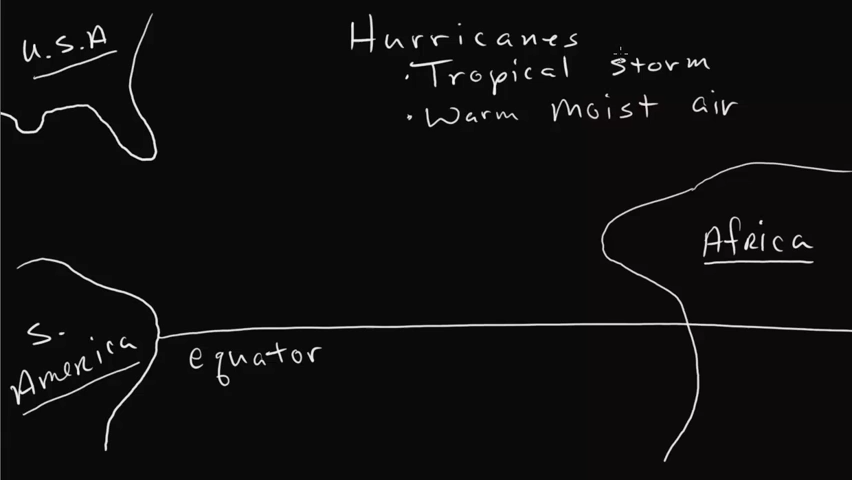 U.S.A
Hurricanes
· Tropical storm
· Warm moist air
Africa
S.
America
equator